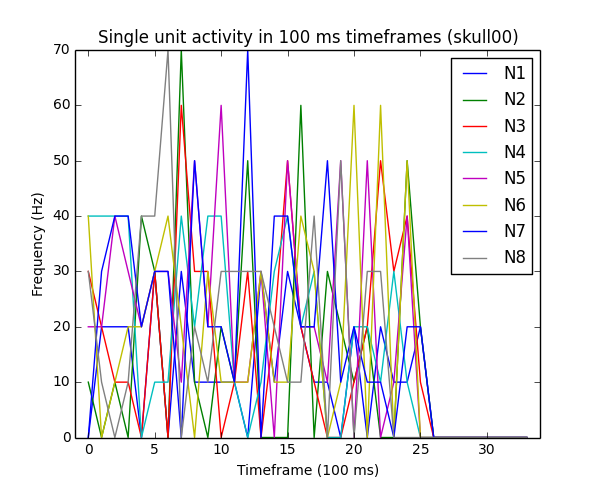 Single unit activity in 100 ms timeframes (skull00)
70
60
50
40
30
20
10
0
Frequency (Hz)
N1
N2
N3
N4
N5
N6
N7
N8
0 5 10 15 20 25 30
Timeframe (100 ms)